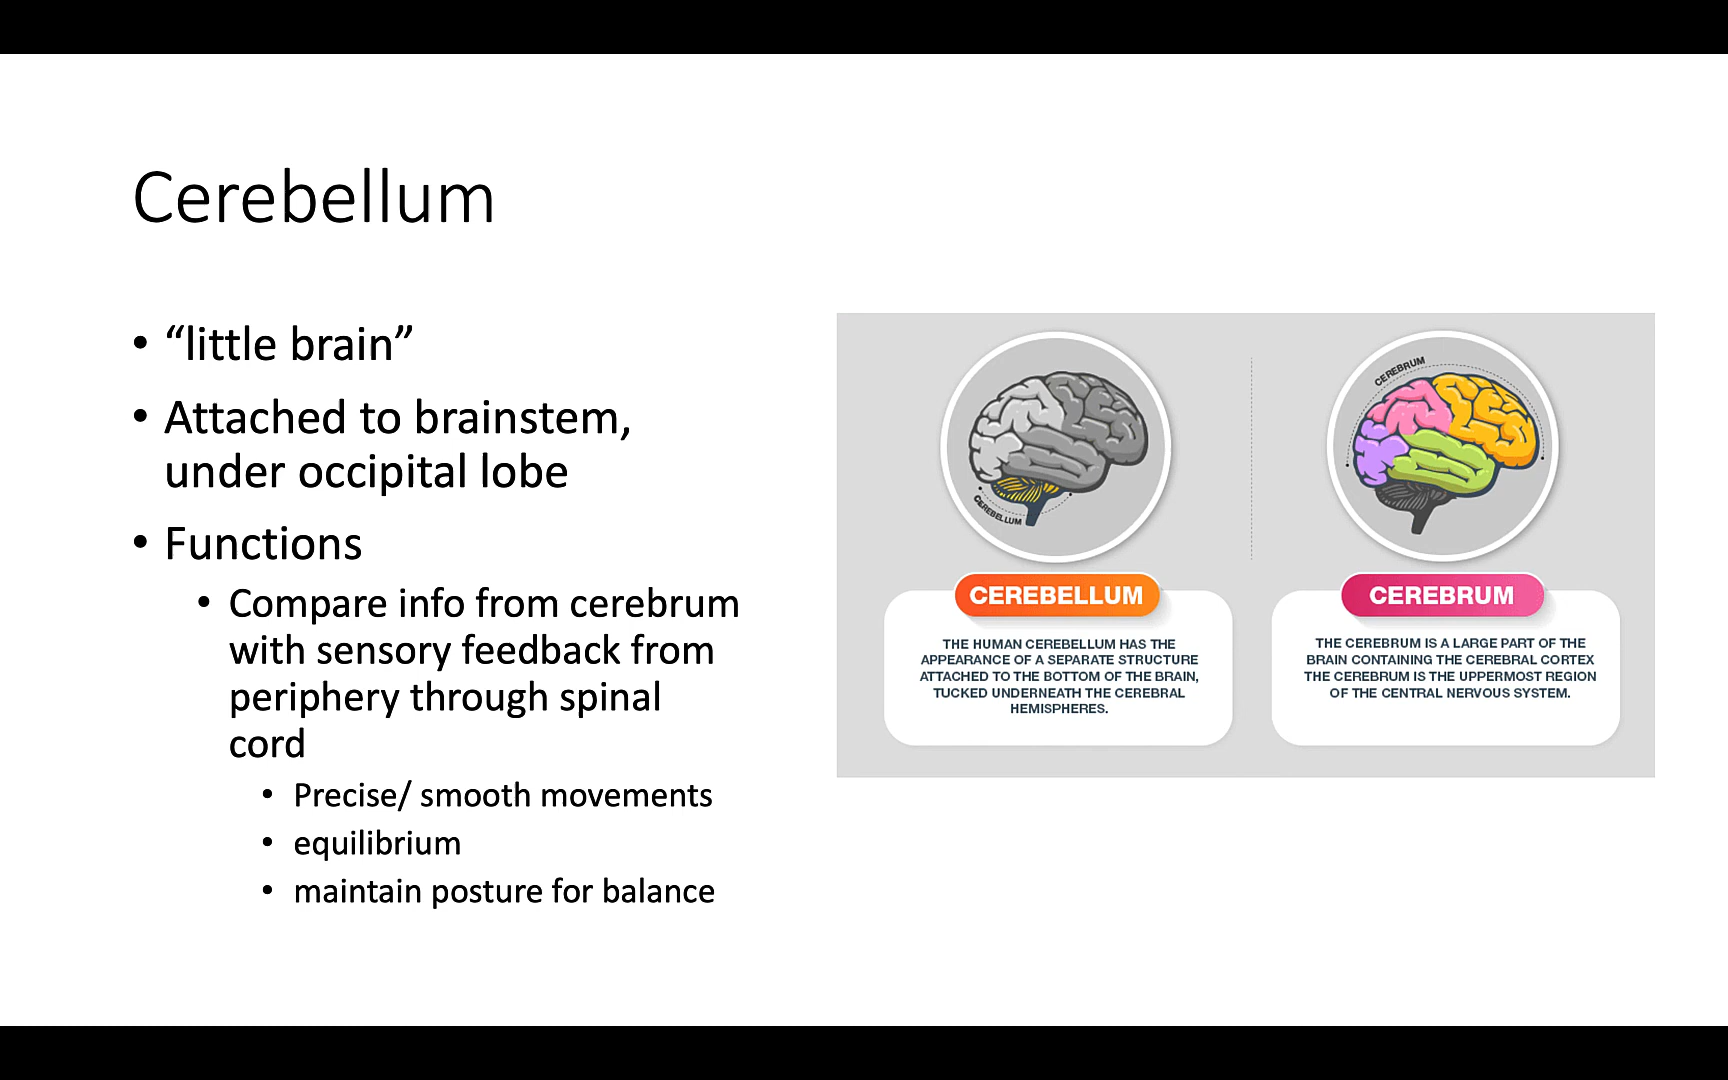 Cerebellum
• “little brain”
• Attached to brainstem,
under occipital lobe
• Functions
• Compare info from cerebrum
with sensory feedback from
periphery through spinal
cord
• Precise/ smooth movements
• equilibrium
• maintain posture for balance
CEREBELLUM
CEREBELLUM
THE HUMAN CEREBELLUM HAS THE
APPEARANCE OF A SEPARATE STRUCTURE
ATTACHED TO THE BOTTOM OF THE BRAIN,
TUCKED UNDERNEATH THE CEREBRAL
HEMISPHERES.
CEREBRUM
CEREBRUM
THE CEREBRUM IS A LARGE PART OF THE
BRAIN CONTAINING THE CEREBRAL CORTEX
THE CEREBRUM IS THE UPPERMOST REGION
OF THE CENTRAL NERVOUS SYSTEM.